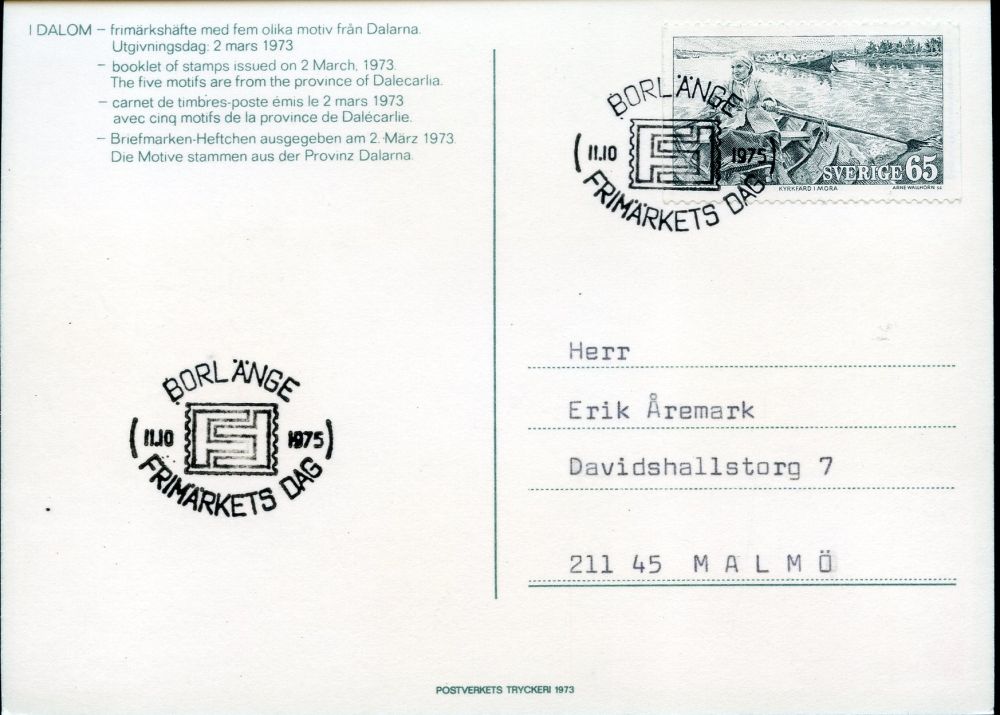 I DALOM – frimärkshäfte med fem olika motiv från Dalarna.
Utgivningsdag: 2 mars 1973
– booklet of stamps issued on 2 March, 1973.
The five motifs are from the province of Dalecarlia.
– carnet de timbres-poste émis le 2 mars 1973
avec cinq motifs de la province de Dalécarlie.
– Briefmarken-Heftchen ausgegeben am 2. März 1973.
Die Motive stammen aus der Provinz Dalarna.
BORLÄNGE
(11.10 1975)
FRIMÄRKETS DAG
SVERIGE 65
KYRKFÄRD I MORA ARNE WALLHORN SC
Herr
Erik Åremark
Davidshallstorg 7
211 45 M A L M Ö
BORLÄNGE
(11.10 1975)
FRIMÄRKETS DAG
POSTVERKETS TRYCKERI 1973